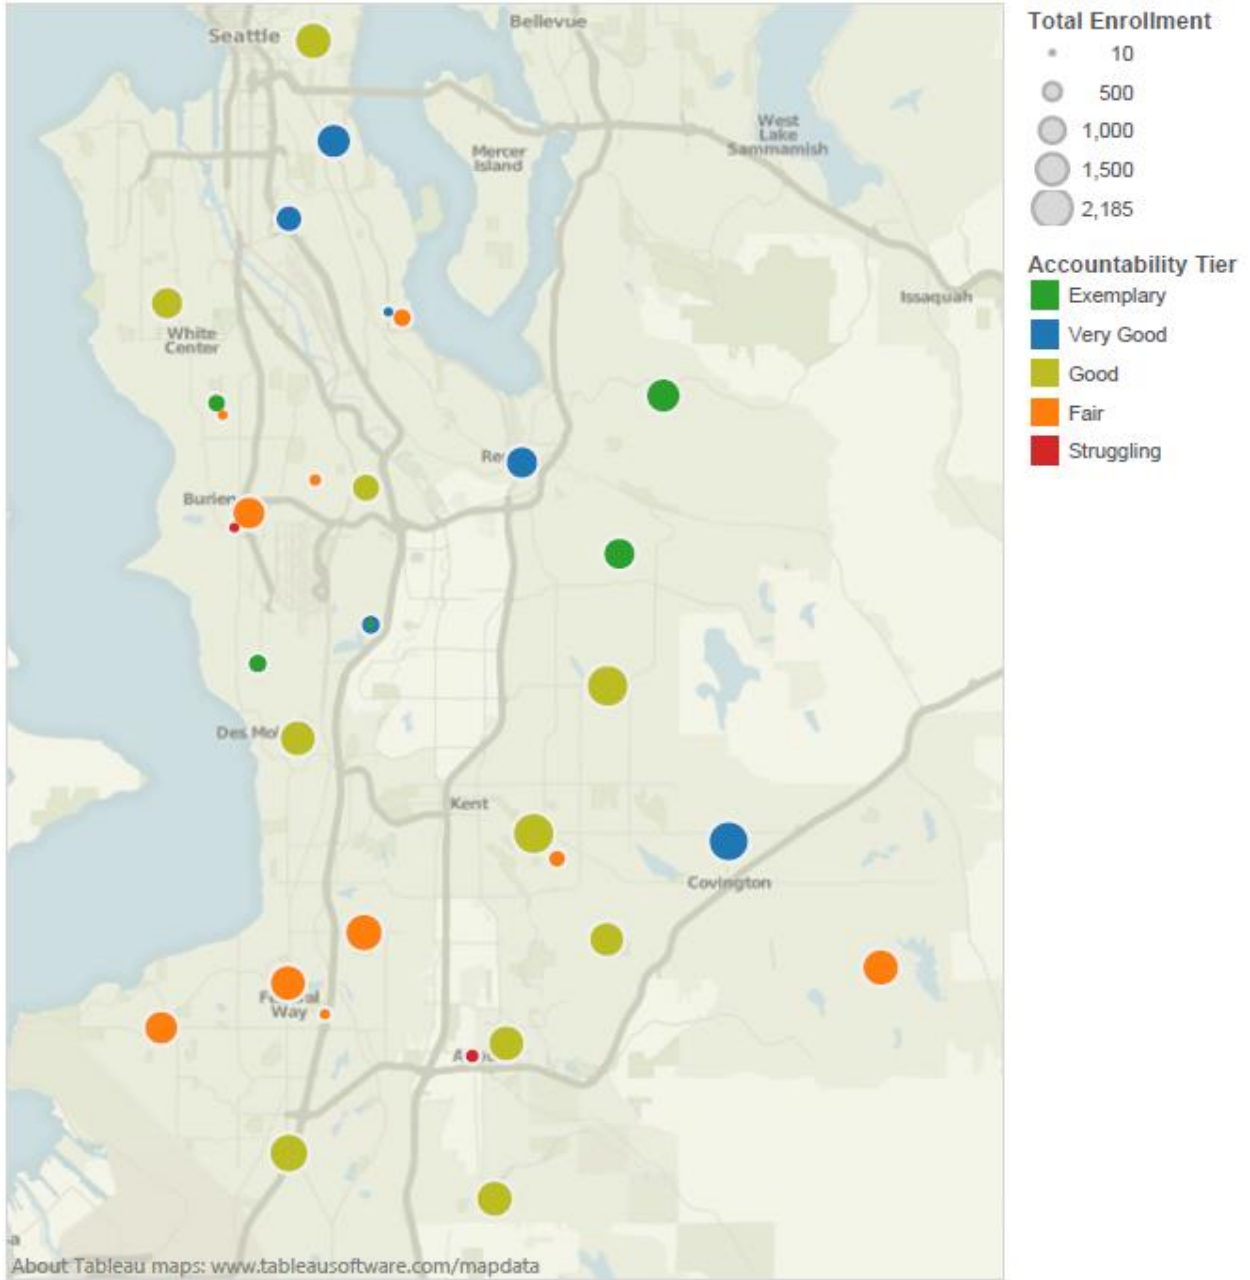 Seattle
Bellevue
Mercer
Island
West
Lake
Sammamish
Issaquah
White
Center
Burien
Kent
Covington
Way
About Tableau maps: www.tableausoftware.com/mapdata
Total Enrollment
10
500
1,000
1,500
2,185
Accountability Tier
Exemplary
Very Good
Good
Fair
Struggling